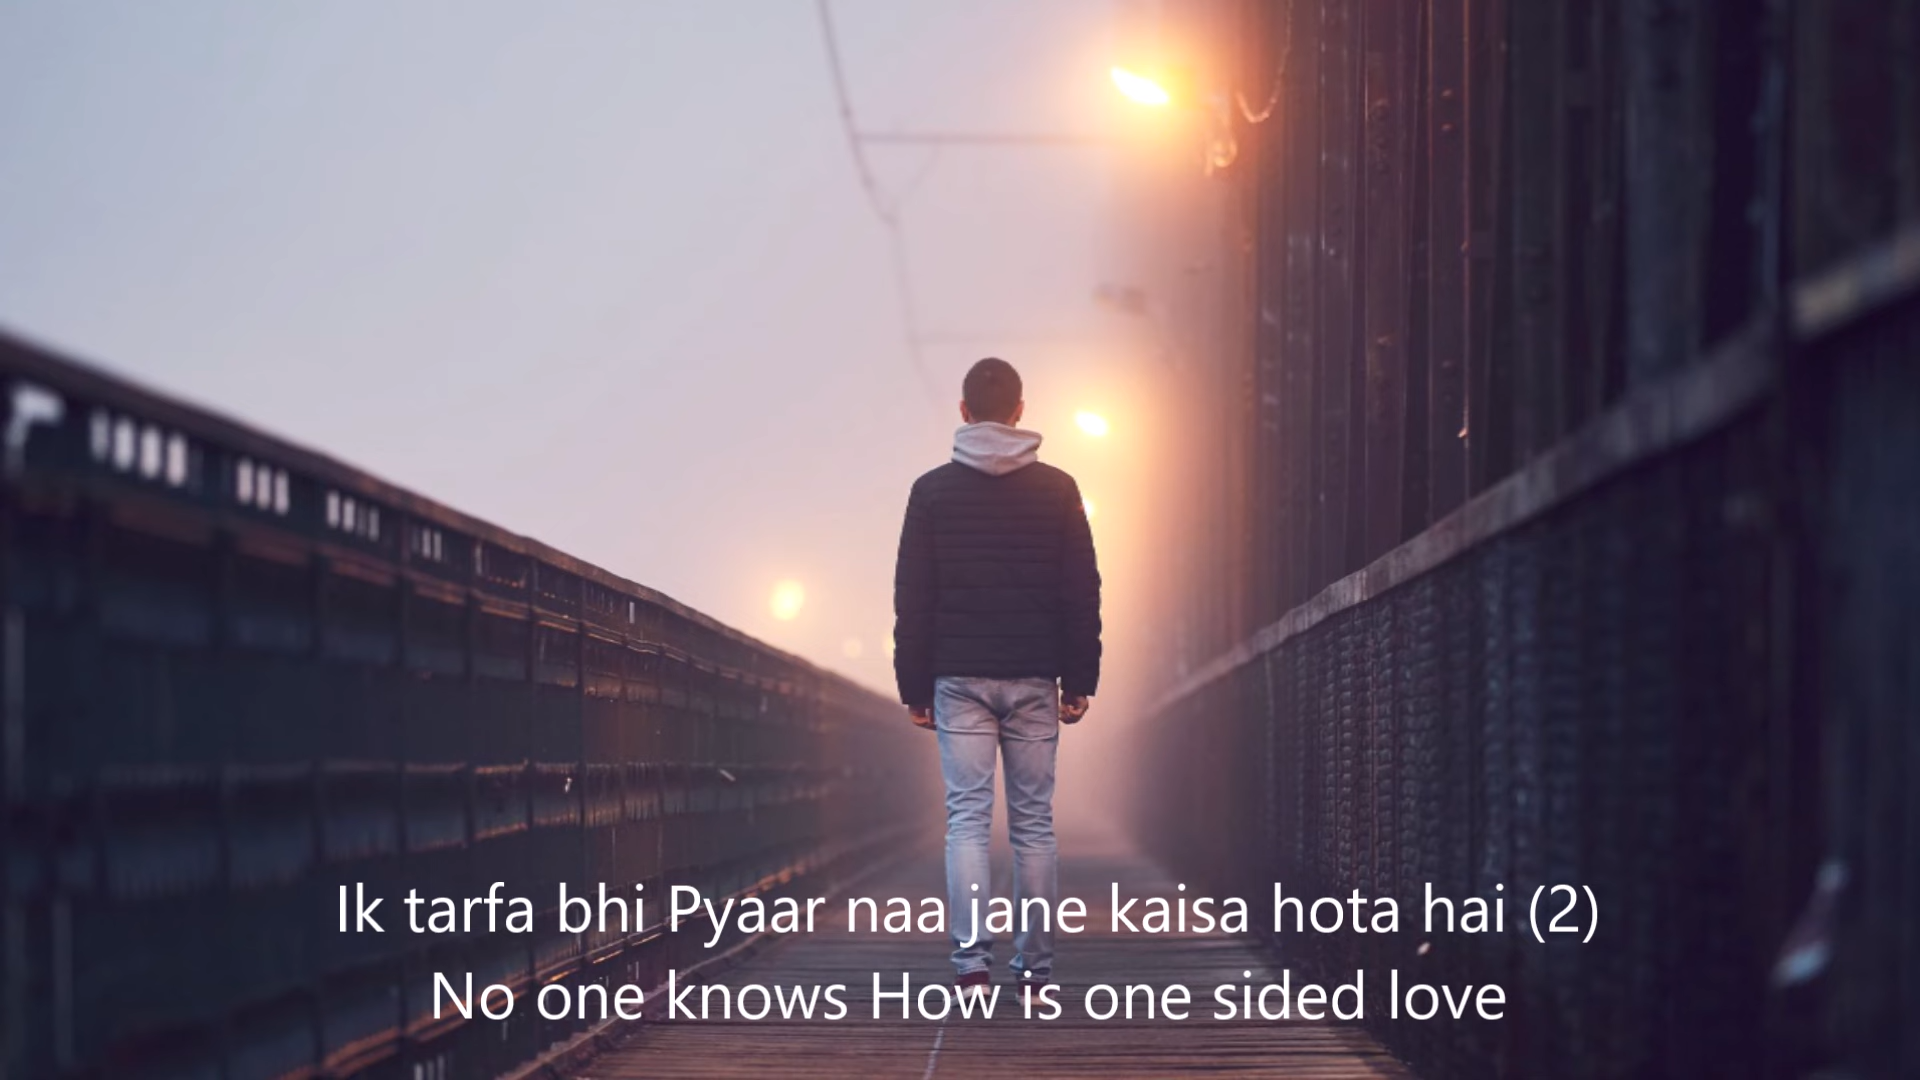 Ik tarfa bhi Pyaar naa jane kaisa hota hai (2)
No one knows How is one sided love